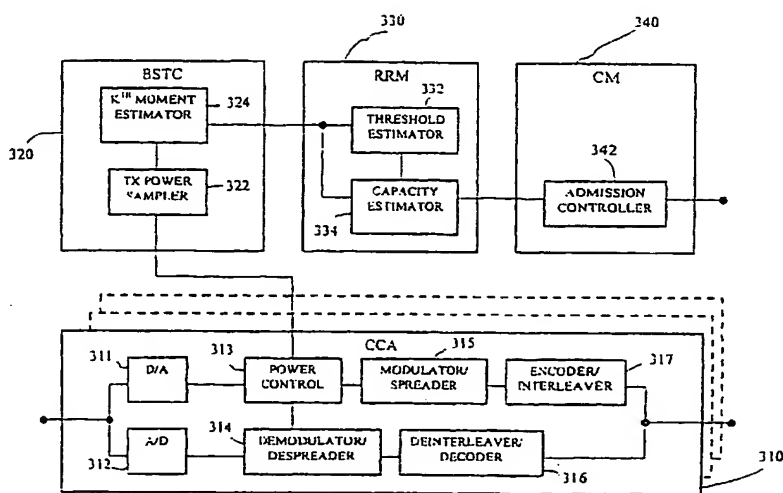 330
340
BSTC
RRM
CM
KTH MOMENT
ESTIMATOR
324
332
THRESHOLD
ESTIMATOR
320
TX POWER
SAMPLER
322
342
CAPACITY
ESTIMATOR
334
ADMISSION
CONTROLLER
CCA
311
D/A
313
POWER
CONTROL
315
MODULATOR/
SPREADER
ENCODER/
INTERLEAVER
317
A/D
312
314
DEMODULATOR/
DESPREADER
DEINTERLEAVER/
DECODER
316
310